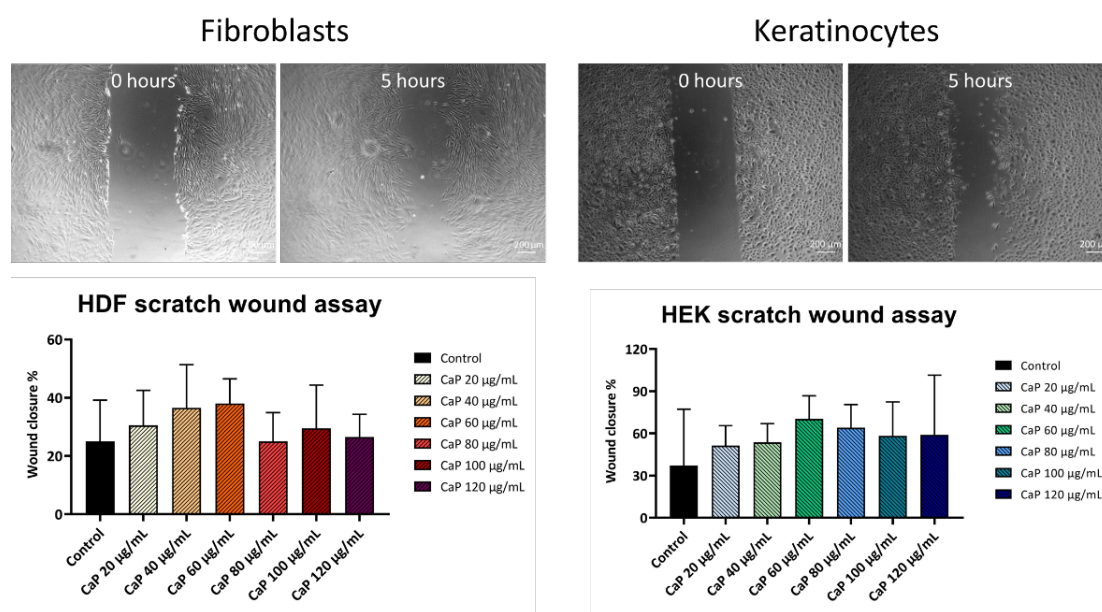 Fibroblasts
Keratinocytes
0 hours
5 hours
0 hours
5 hours
200 μm
200 μm
200 μm
200 μm
HDF scratch wound assay
Wound closure %
60
40
20
0
Control
CaP 20 μg/mL
CaP 40 μg/mL
CaP 60 μg/mL
CaP 80 μg/mL
CaP 100 μg/mL
CaP 120 μg/mL
Control
CaP 20 μg/mL
CaP 40 μg/mL
CaP 60 μg/mL
CaP 80 μg/mL
CaP 100 μg/mL
CaP 120 μg/mL
HEK scratch wound assay
Wound closure %
120
90
60
30
0
Control
CaP 20 μg/mL
CaP 40 μg/mL
CaP 60 μg/mL
CaP 80 μg/mL
CaP 100 μg/mL
CaP 120 μg/mL
Control
CaP 20 μg/mL
CaP 40 μg/mL
CaP 60 μg/mL
CaP 80 μg/mL
CaP 100 μg/mL
CaP 120 μg/mL